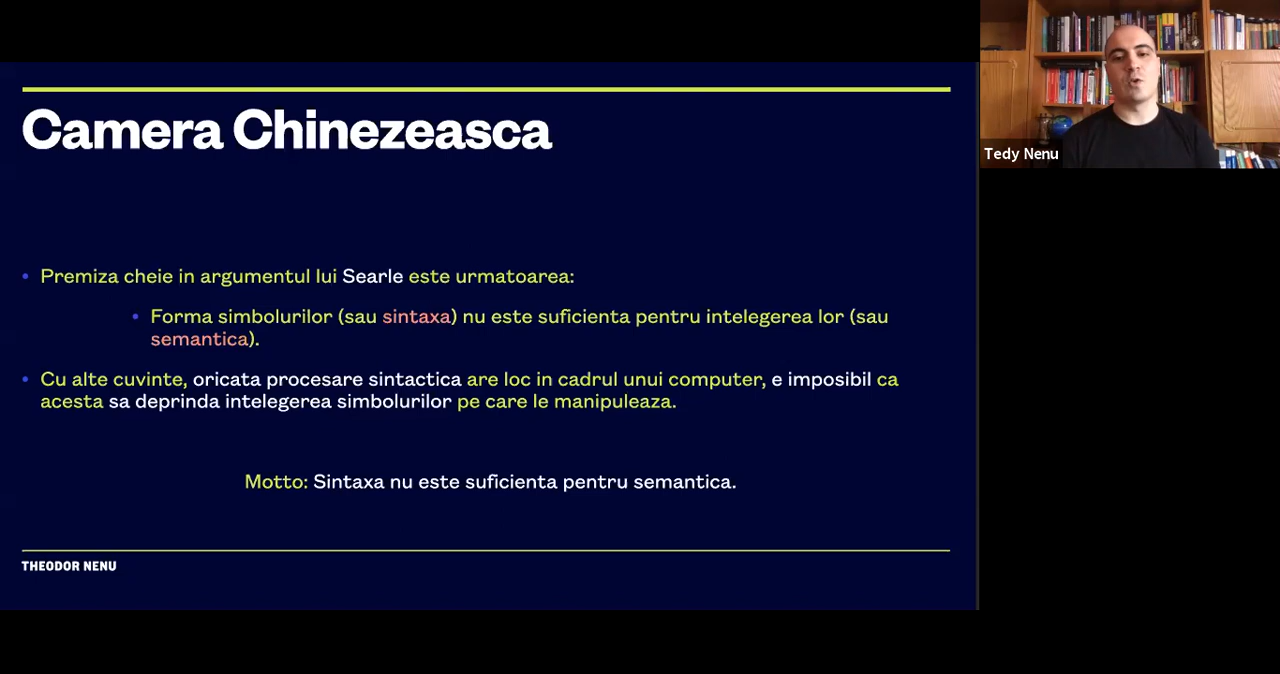 Camera Chinezeasca
Tedy Nenu
• Premiza cheie in argumentul lui Searle este urmatoarea:
• Forma simbolurilor (sau sintaxa) nu este suficienta pentru intelegerea lor (sau
semantica).
• Cu alte cuvinte, oricata procesare sintactica are loc in cadrul unui computer, e imposibil ca
acesta sa deprinda intelegerea simbolurilor pe care le manipuleaza.
Motto: Sintaxa nu este suficienta pentru semantica.
THEODOR NENU